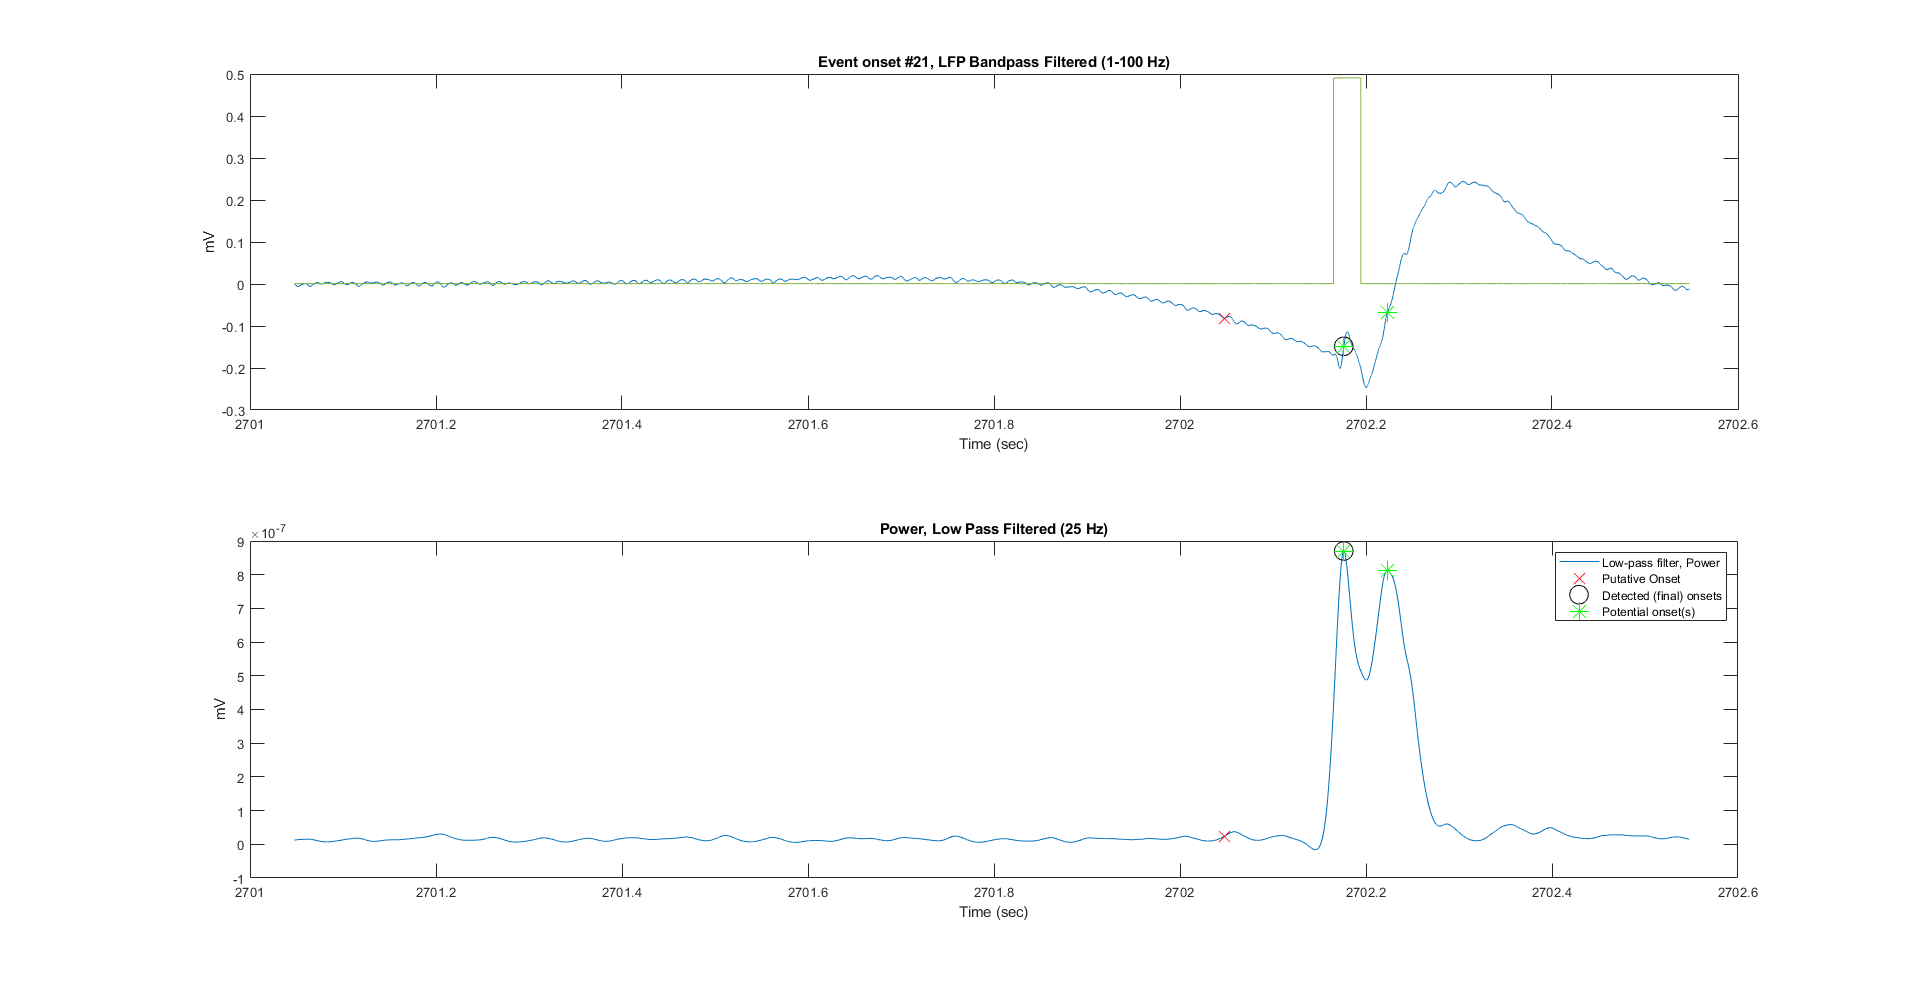 Event onset #21, LFP Bandpass Filtered (1-100 Hz)
0.5
0.4
0.3
0.2
0.1
0
-0.1
-0.2
-0.3
mV
2701 2701.2 2701.4 2701.6 2701.8 2702 2702.2 2702.4 2702.6
Time (sec)
Power, Low Pass Filtered (25 Hz)
×10-7
9
8
7
6
5
4
3
2
1
0
-1
mV
Low-pass filter, Power
Putative Onset
Detected (final) onsets
Potential onset(s)
2701 2701.2 2701.4 2701.6 2701.8 2702 2702.2 2702.4 2702.6
Time (sec)